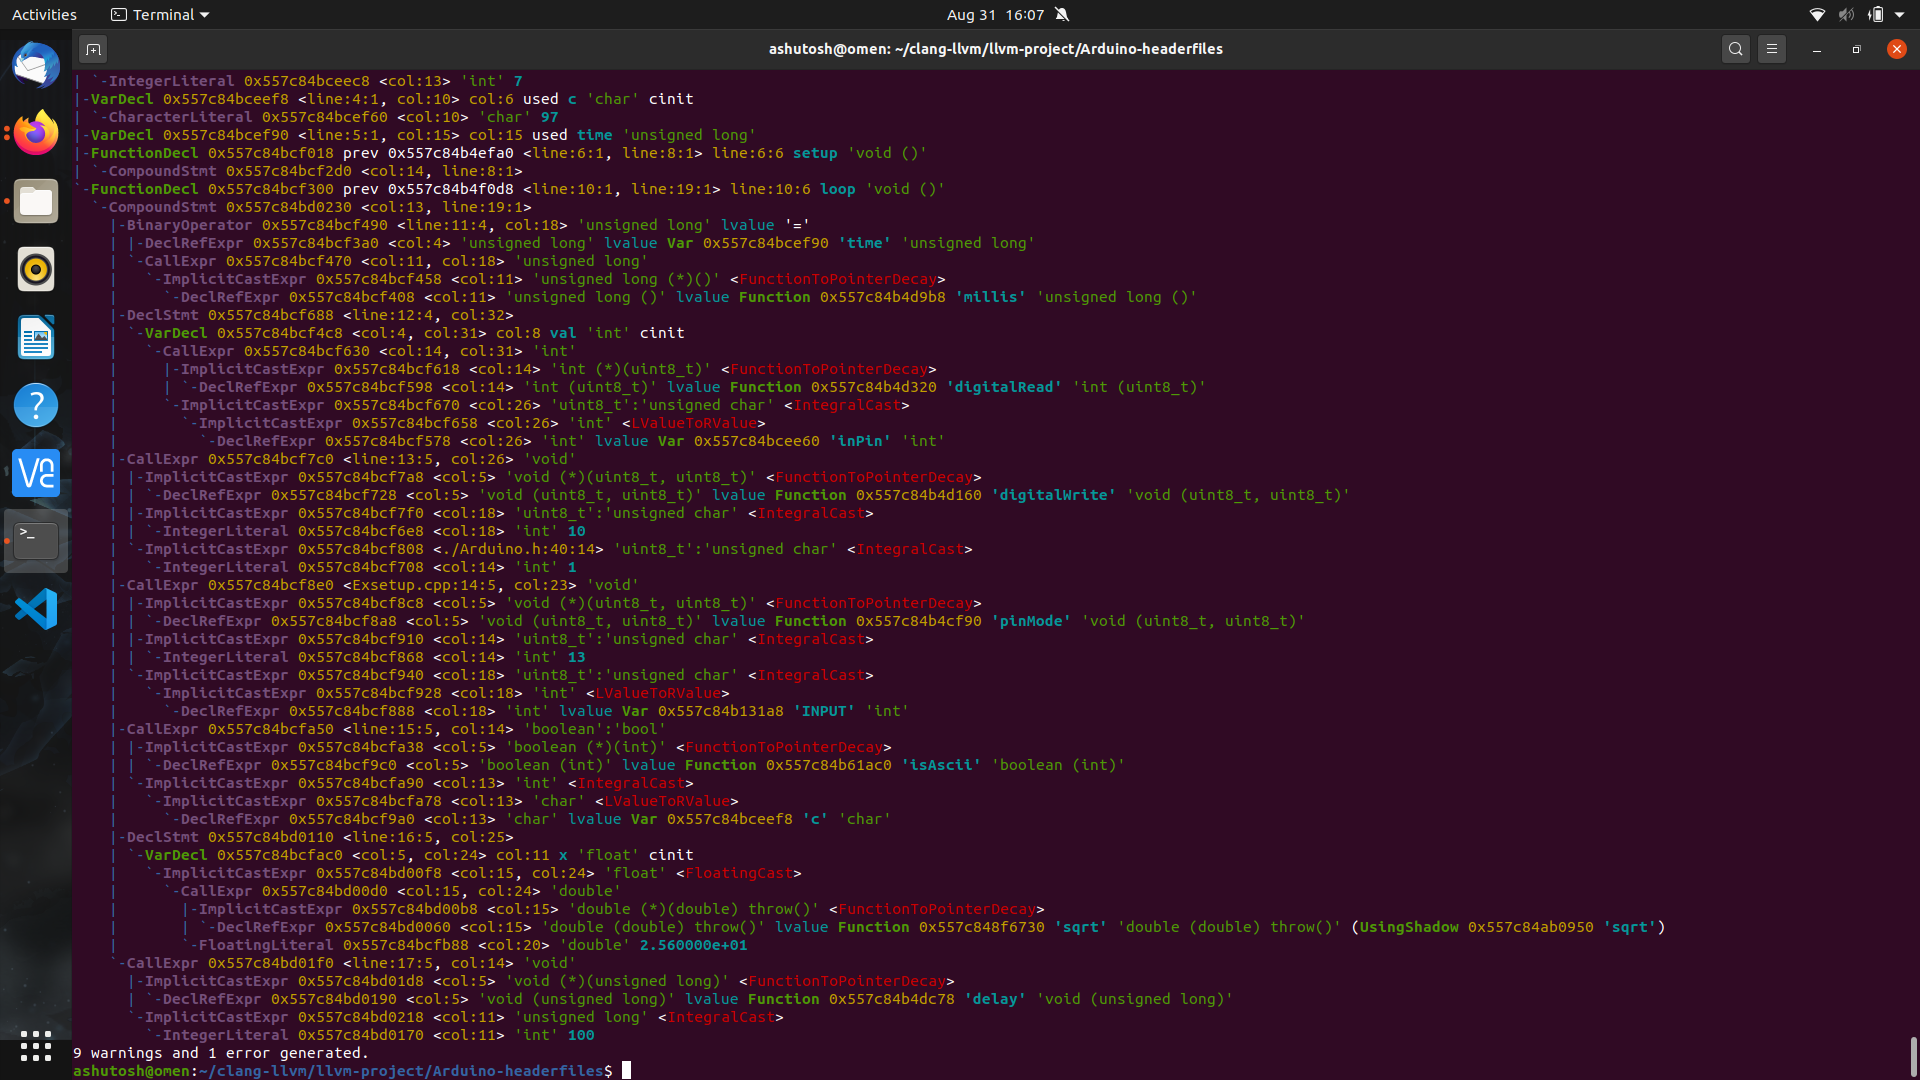 Activities
Terminal
Aug 31 16:07
ashutosh@omen: ~/clang-llvm/llvm-project/Arduino-headerfiles
| `-IntegerLiteral 0x557c84bceec8 <col:13> 'int' 7
|-VarDecl 0x557c84bceef8 <line:4:1, col:10> col:6 used c 'char' cinit
| `-CharacterLiteral 0x557c84bcef60 <col:10> 'char' 97
|-VarDecl 0x557c84bcef90 <line:5:1, col:15> col:15 used time 'unsigned long'
|-FunctionDecl 0x557c84bcf018 prev 0x557c84b4efa0 <line:6:1, line:8:1> line:6:6 setup 'void ()'
| `-CompoundStmt 0x557c84bcf2d0 <col:14, line:8:1>
`-FunctionDecl 0x557c84bcf300 prev 0x557c84b4f0d8 <line:10:1, line:19:1> line:10:6 loop 'void ()'
  `-CompoundStmt 0x557c84bd0230 <col:13, line:19:1>
    |-BinaryOperator 0x557c84bcf490 <line:11:4, col:18> 'unsigned long' lvalue '='
    | |-DeclRefExpr 0x557c84bcf3a0 <col:4> 'unsigned long' lvalue Var 0x557c84bcef90 'time' 'unsigned long'
    | `-CallExpr 0x557c84bcf470 <col:11, col:18> 'unsigned long'
    |   `-ImplicitCastExpr 0x557c84bcf458 <col:11> 'unsigned long (*)()' <FunctionToPointerDecay>
    |     `-DeclRefExpr 0x557c84bcf408 <col:11> 'unsigned long ()' lvalue Function 0x557c84b4d9b8 'millis' 'unsigned long ()'
    |-DeclStmt 0x557c84bcf688 <line:12:4, col:32>
    | `-VarDecl 0x557c84bcf4c8 <col:4, col:31> col:8 val 'int' cinit
    |   `-CallExpr 0x557c84bcf630 <col:14, col:31> 'int'
    |     |-ImplicitCastExpr 0x557c84bcf618 <col:14> 'int (*)(uint8_t)' <FunctionToPointerDecay>
    |     | `-DeclRefExpr 0x557c84bcf598 <col:14> 'int (uint8_t)' lvalue Function 0x557c84b4d320 'digitalRead' 'int (uint8_t)'
    |     `-ImplicitCastExpr 0x557c84bcf670 <col:26> 'uint8_t':'unsigned char' <IntegralCast>
    |       `-ImplicitCastExpr 0x557c84bcf658 <col:26> 'int' <LValueToRValue>
    |         `-DeclRefExpr 0x557c84bcf578 <col:26> 'int' lvalue Var 0x557c84bcee60 'inPin' 'int'
    |-CallExpr 0x557c84bcf7c0 <line:13:5, col:26> 'void'
    | |-ImplicitCastExpr 0x557c84bcf7a8 <col:5> 'void (*)(uint8_t, uint8_t)' <FunctionToPointerDecay>
    | | `-DeclRefExpr 0x557c84bcf728 <col:5> 'void (uint8_t, uint8_t)' lvalue Function 0x557c84b4d160 'digitalWrite' 'void (uint8_t, uint8_t)'
    | |-ImplicitCastExpr 0x557c84bcf7f0 <col:18> 'uint8_t':'unsigned char' <IntegralCast>
    | | `-IntegerLiteral 0x557c84bcf6e8 <col:18> 'int' 10
    | `-ImplicitCastExpr 0x557c84bcf808 <./Arduino.h:40:14> 'uint8_t':'unsigned char' <IntegralCast>
    |   `-IntegerLiteral 0x557c84bcf708 <col:14> 'int' 1
    |-CallExpr 0x557c84bcf8e0 <Exsetup.cpp:14:5, col:23> 'void'
    | |-ImplicitCastExpr 0x557c84bcf8c8 <col:5> 'void (*)(uint8_t, uint8_t)' <FunctionToPointerDecay>
    | | `-DeclRefExpr 0x557c84bcf8a8 <col:5> 'void (uint8_t, uint8_t)' lvalue Function 0x557c84b4cf90 'pinMode' 'void (uint8_t, uint8_t)'
    | |-ImplicitCastExpr 0x557c84bcf910 <col:14> 'uint8_t':'unsigned char' <IntegralCast>
    | | `-IntegerLiteral 0x557c84bcf868 <col:14> 'int' 13
    | `-ImplicitCastExpr 0x557c84bcf940 <col:18> 'uint8_t':'unsigned char' <IntegralCast>
    |   `-ImplicitCastExpr 0x557c84bcf928 <col:18> 'int' <LValueToRValue>
    |     `-DeclRefExpr 0x557c84bcf888 <col:18> 'int' lvalue Var 0x557c84b131a8 'INPUT' 'int'
    |-CallExpr 0x557c84bcfa50 <line:15:5, col:14> 'boolean':'bool'
    | |-ImplicitCastExpr 0x557c84bcfa38 <col:5> 'boolean (*)(int)' <FunctionToPointerDecay>
    | | `-DeclRefExpr 0x557c84bcf9c0 <col:5> 'boolean (int)' lvalue Function 0x557c84b61ac0 'isAscii' 'boolean (int)'
    | `-ImplicitCastExpr 0x557c84bcfa90 <col:13> 'int' <IntegralCast>
    |   `-ImplicitCastExpr 0x557c84bcfa78 <col:13> 'char' <LValueToRValue>
    |     `-DeclRefExpr 0x557c84bcf9a0 <col:13> 'char' lvalue Var 0x557c84bceef8 'c' 'char'
    |-DeclStmt 0x557c84bd0110 <line:16:5, col:25>
    | `-VarDecl 0x557c84bcfac0 <col:5, col:24> col:11 x 'float' cinit
    |   `-ImplicitCastExpr 0x557c84bd00f8 <col:15, col:24> 'float' <FloatingCast>
    |     `-CallExpr 0x557c84bd00d0 <col:15, col:24> 'double'
    |       |-ImplicitCastExpr 0x557c84bd00b8 <col:15> 'double (*)(double) throw()' <FunctionToPointerDecay>
    |       | `-DeclRefExpr 0x557c84bd0060 <col:15> 'double (double) throw()' lvalue Function 0x557c848f6730 'sqrt' 'double (double) throw()' (UsingShadow 0x557c84ab0950 'sqrt')
    |       `-FloatingLiteral 0x557c84bcfb88 <col:20> 'double' 2.560000e+01
    `-CallExpr 0x557c84bd01f0 <line:17:5, col:14> 'void'
      |-ImplicitCastExpr 0x557c84bd01d8 <col:5> 'void (*)(unsigned long)' <FunctionToPointerDecay>
      | `-DeclRefExpr 0x557c84bd0190 <col:5> 'void (unsigned long)' lvalue Function 0x557c84b4dc78 'delay' 'void (unsigned long)'
      `-ImplicitCastExpr 0x557c84bd0218 <col:11> 'unsigned long' <IntegralCast>
        `-IntegerLiteral 0x557c84bd0170 <col:11> 'int' 100
9 warnings and 1 error generated.
ashutosh@omen:~/clang-llvm/llvm-project/Arduino-headerfiles$